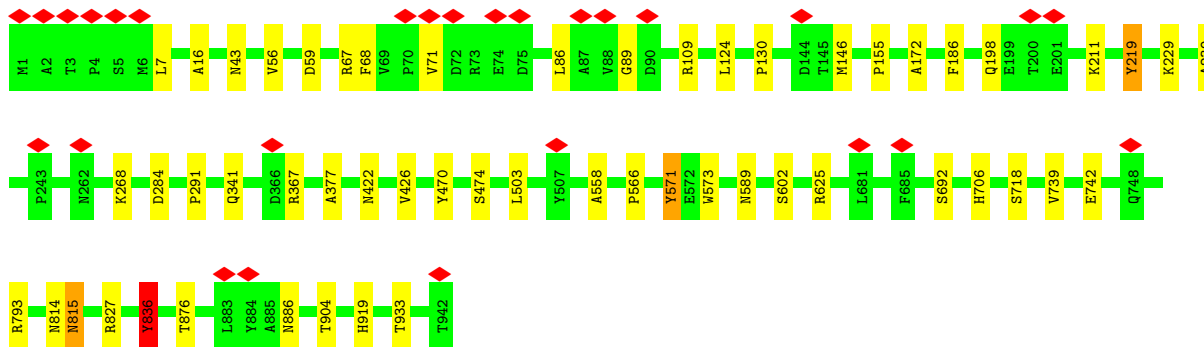 M1 A2 T3 P4 S5 M6 L7 A16 N43 V56 D59 R67 F68 V69 P70 V71 D72 R73 E74 D75 L86 A87 V88 G89 D90 R109 L124 P130 D144 T145 M146 P155 A172 F186 Q198 E199 T200 E201 K211 Y219 K229
P243 N262 K268 D284 P291 Q341 D366 R367 A377 N422 V426 Y470 S474 L503 Y507 A558 P566 Y571 E572 W573 N589 S602 R625 L681 F685 S692 H706 S718 V739 E742 Q748
R793 N814 N815 R827 Y836 T876 L883 Y884 A885 N886 T904 H919 T933 T942